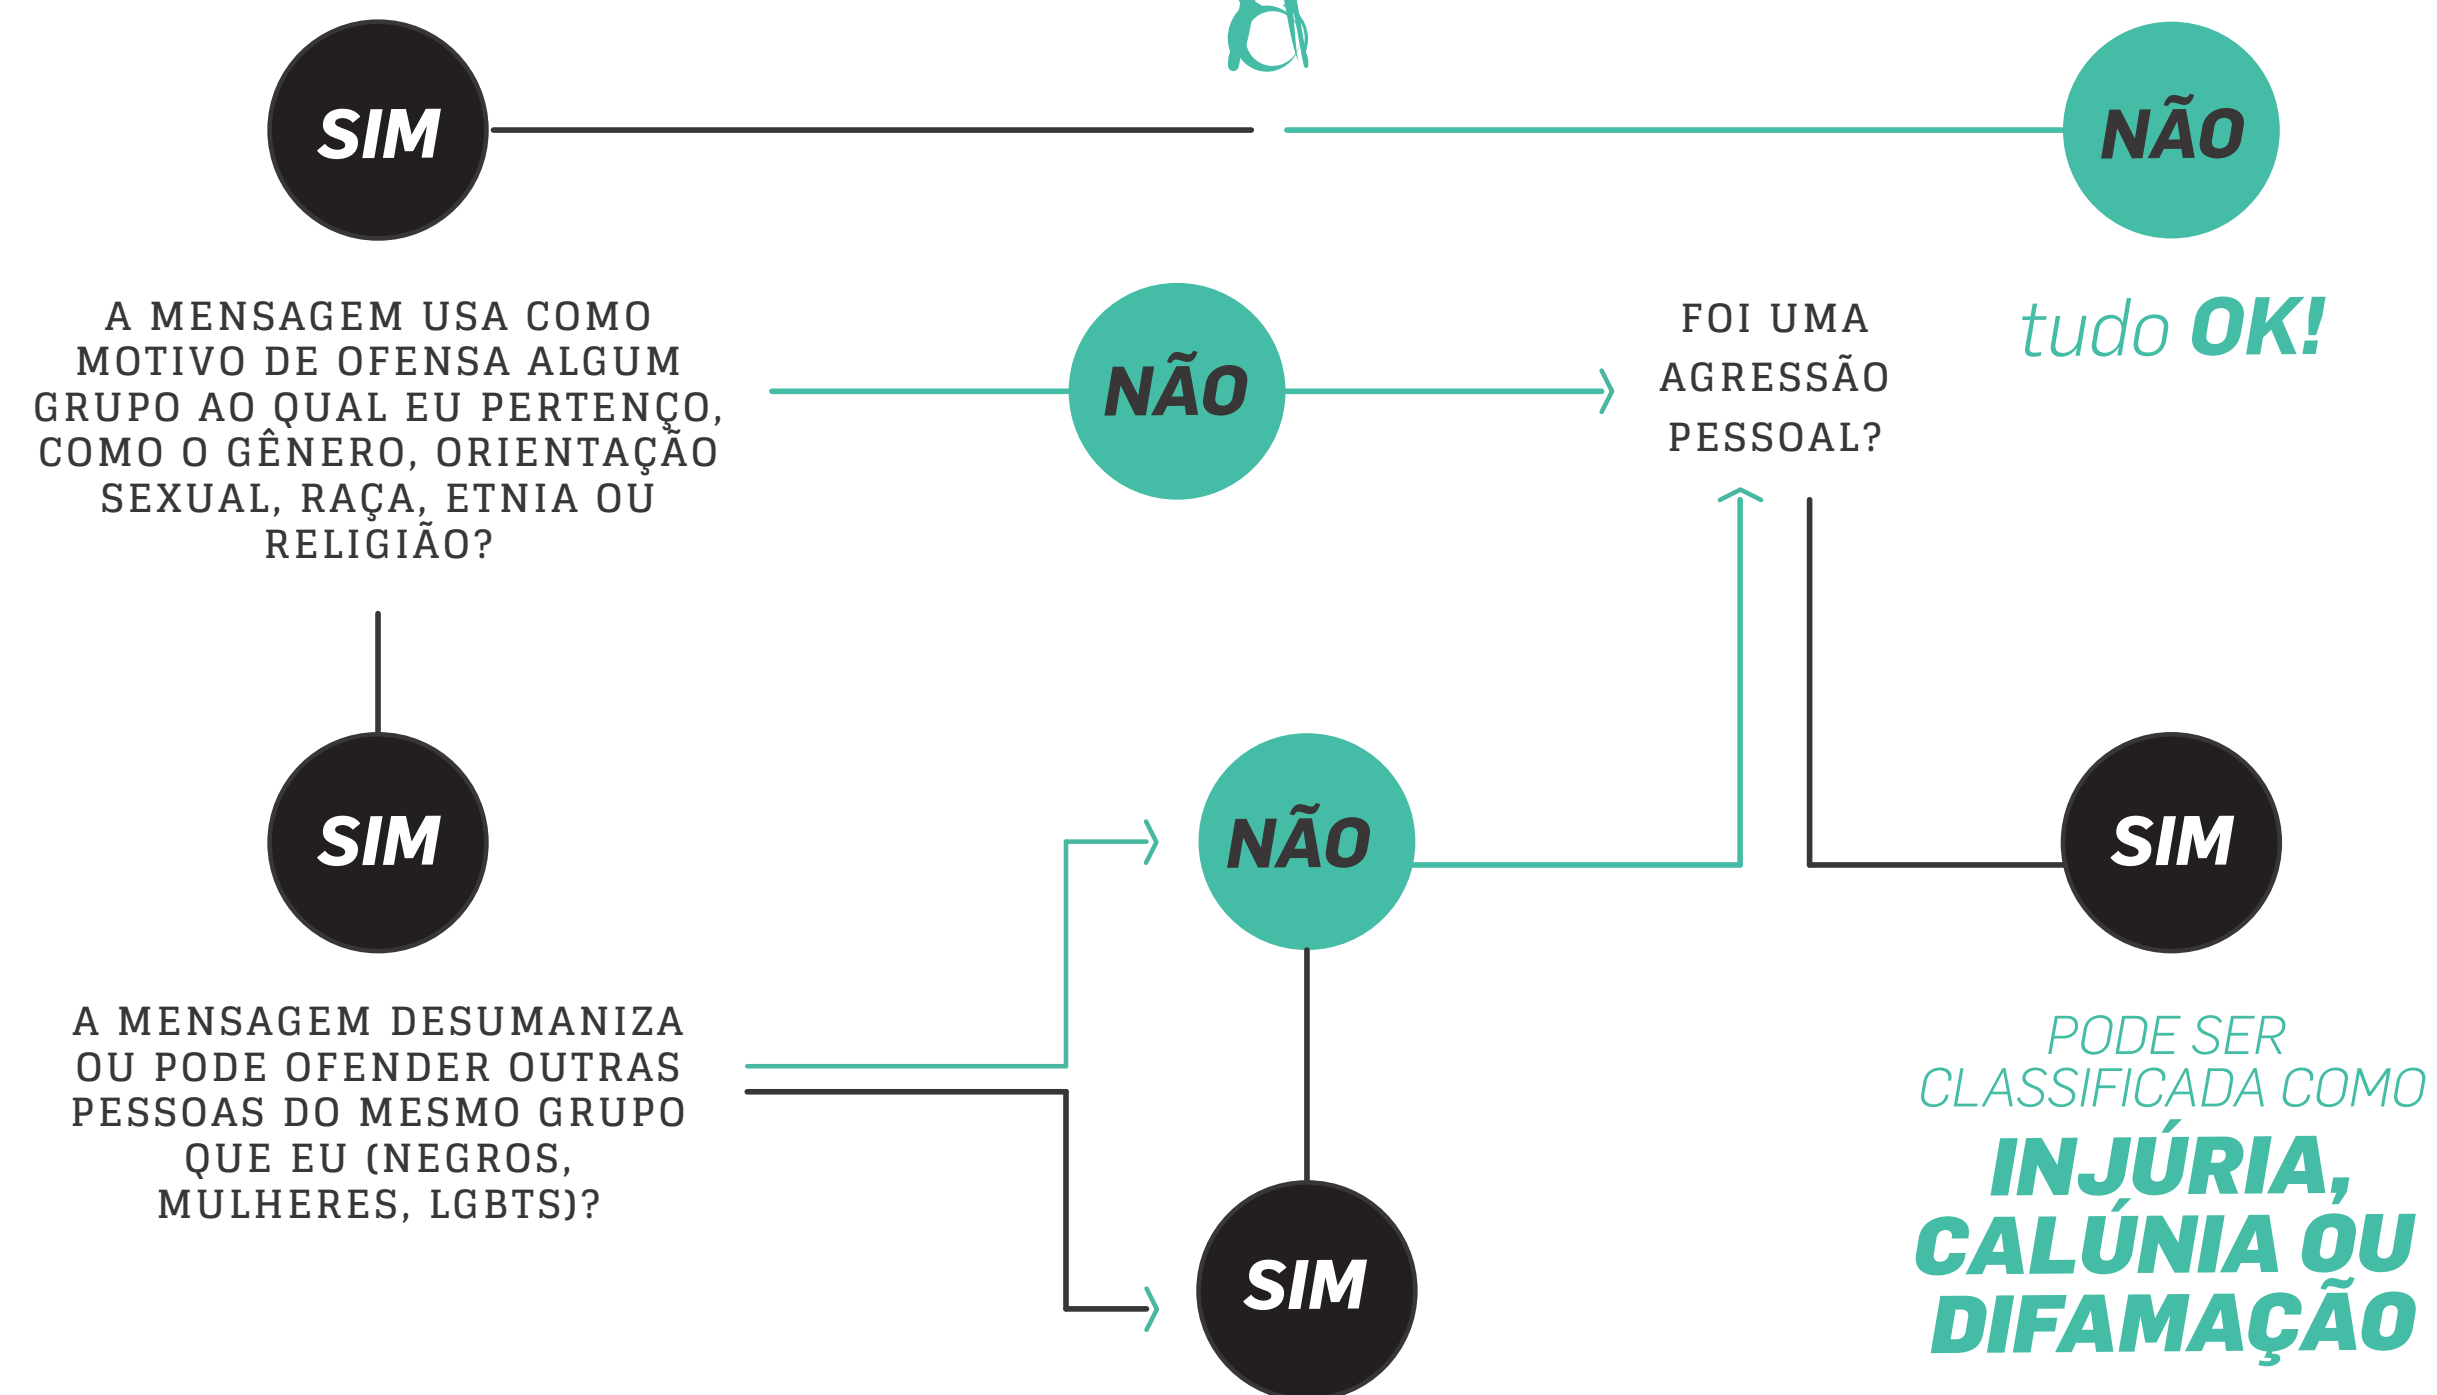 SIM
NÃO
A MENSAGEM USA COMO
MOTIVO DE OFENSA ALGUM
GRUPO AO QUAL EU PERTENÇO,
COMO O GÊNERO, ORIENTAÇÃO
SEXUAL, RAÇA, ETNIA OU
RELIGIÃO?
NÃO
FOI UMA
AGRESSÃO
PESSOAL?
tudo OK!
SIM
NÃO
SIM
A MENSAGEM DESUMANIZA
OU PODE OFENDER OUTRAS
PESSOAS DO MESMO GRUPO
QUE EU (NEGROS,
MULHERES, LGBTS)?
SIM
PODE SER
CLASSIFICADA COMO
INJÚRIA,
CALÚNIA OU
DIFAMAÇÃO